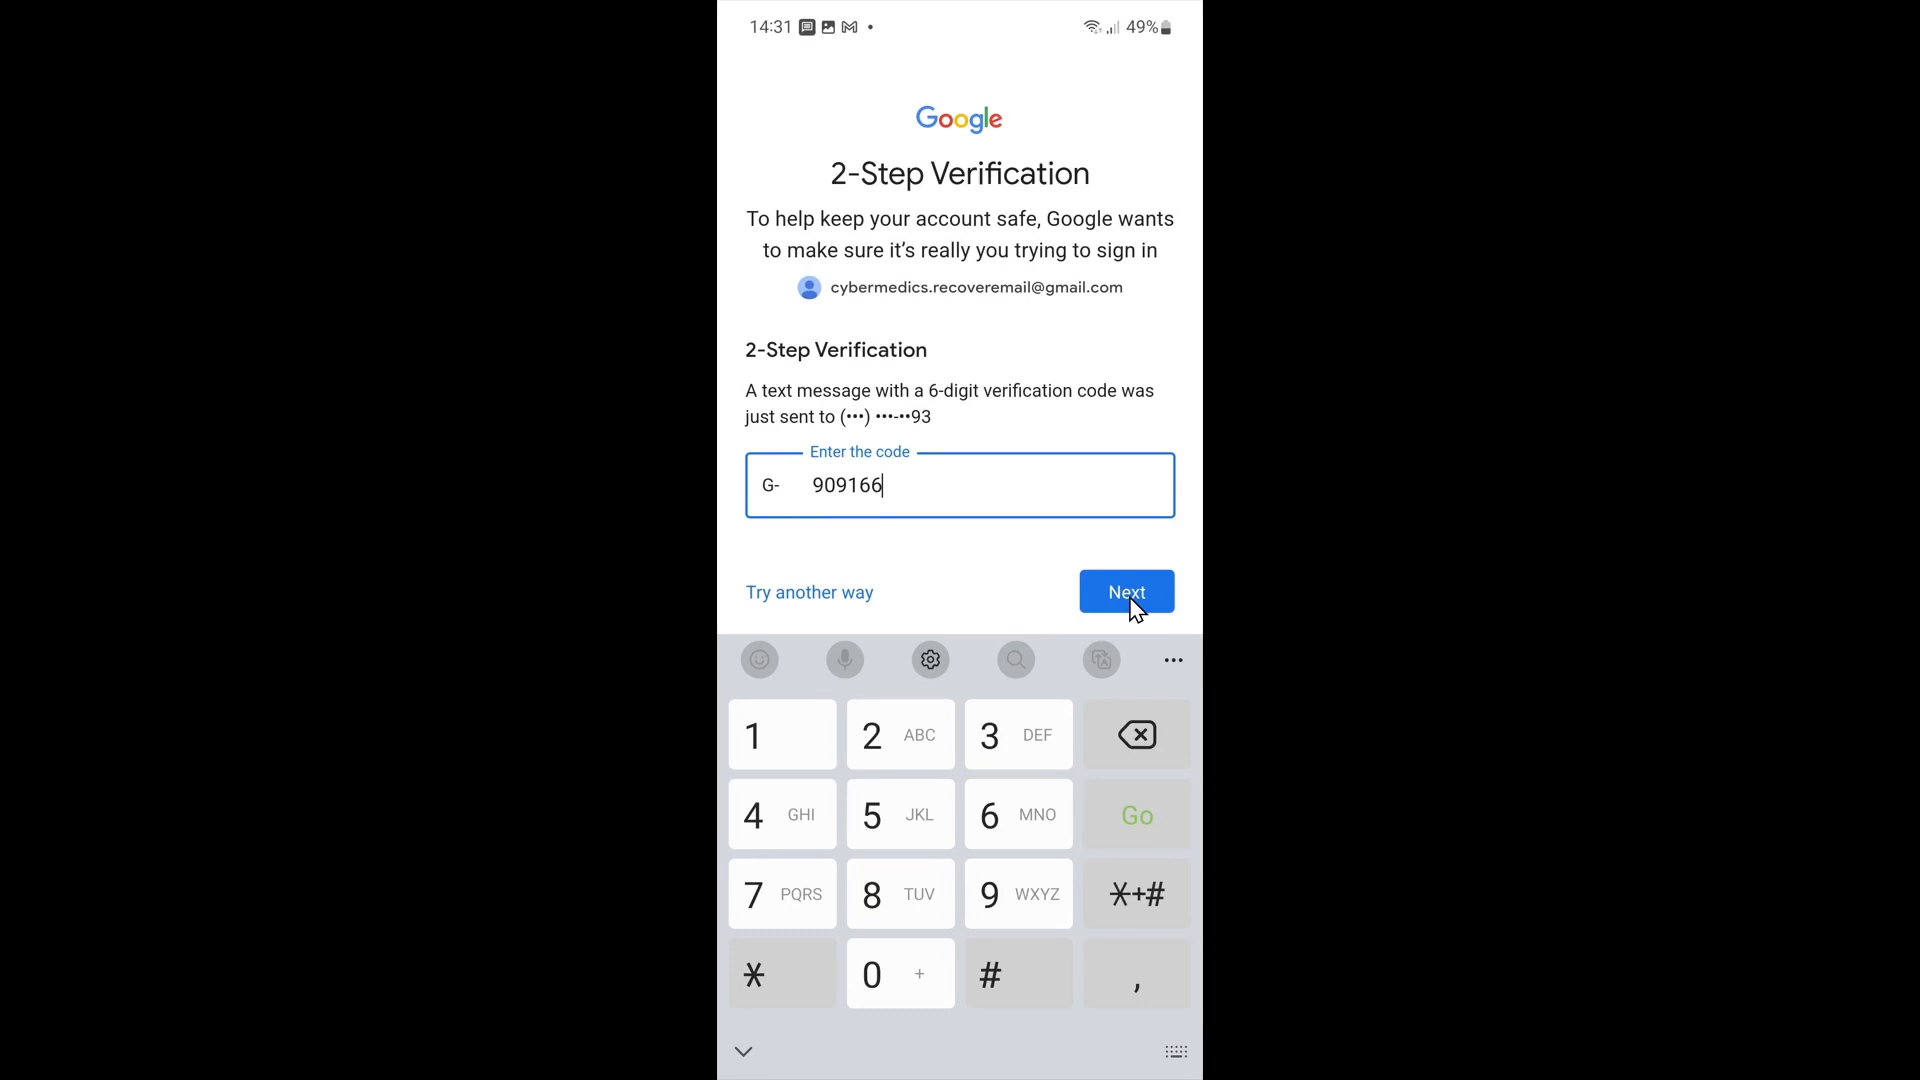 14:31
49%
Google
2-Step Verification
To help keep your account safe, Google wants
to make sure it’s really you trying to sign in
cybermedics.recoveremail@gmail.com
2-Step Verification
A text message with a 6-digit verification code was
just sent to (•••) •••-••93
Enter the code
G- 909166
Try another way
Next
1
2 ABC
3 DEF
4 GHI
5 JKL
6 MNO
Go
7 PQRS
8 TUV
9 WXYZ
*+#
*
0 +
#
,